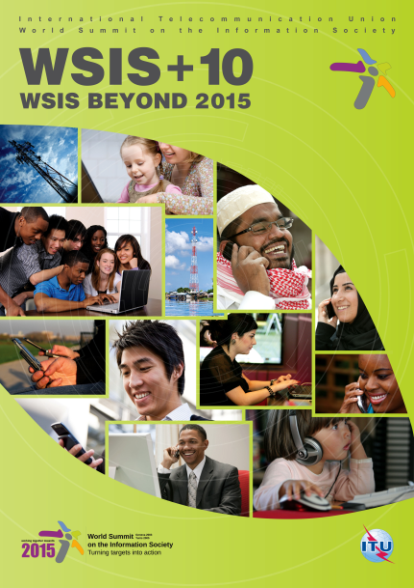 International Telecommunication Union
World Summit on the Information Society
WSIS+10
WSIS BEYOND 2015
2015
World Summit
on the Information Society
Turning targets into action
ITU